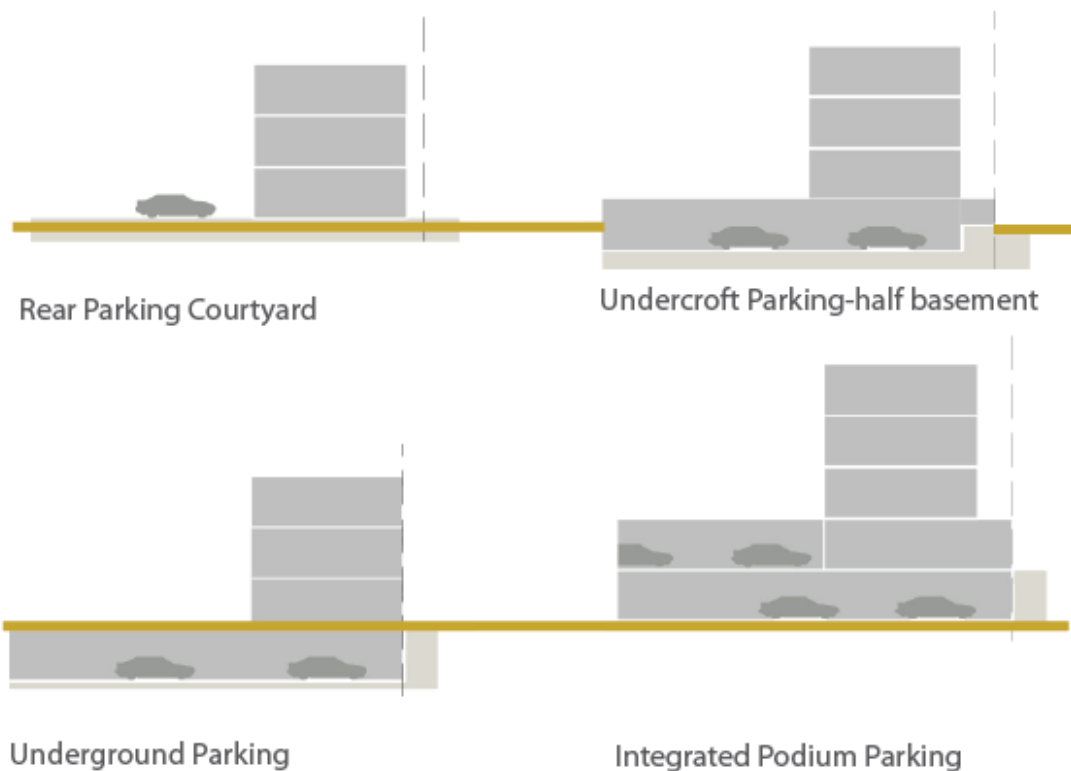 Rear Parking Courtyard
Undercroft Parking-half basement
Underground Parking
Integrated Podium Parking